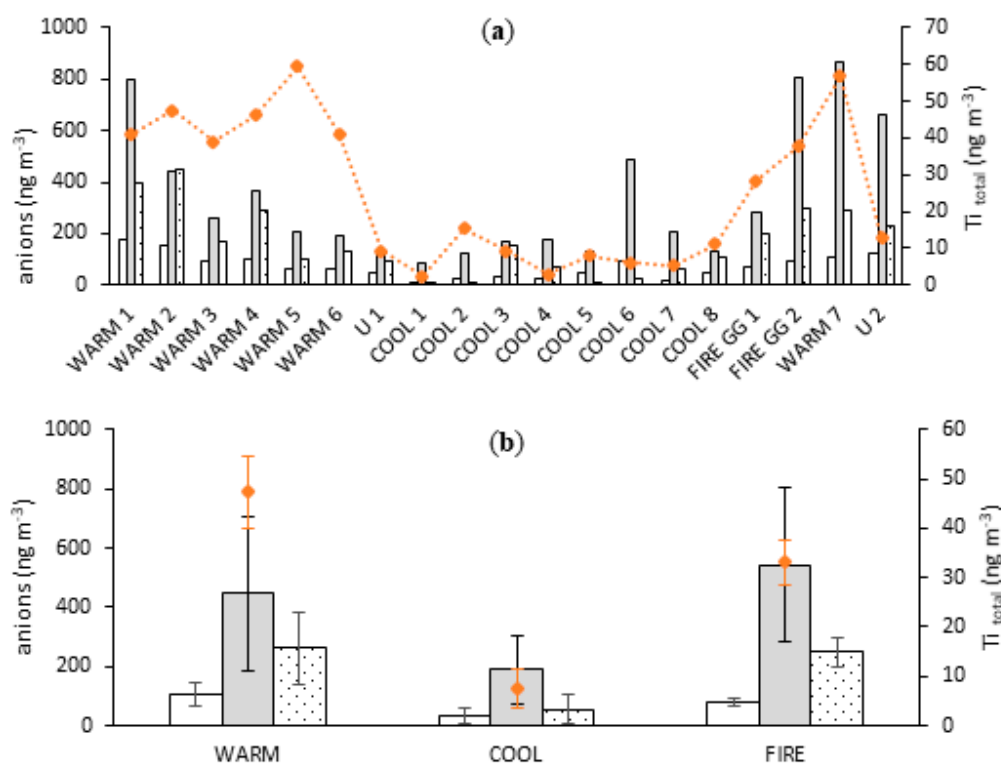 (a)
anions (ng m⁻³)
1000
800
600
400
200
0
70
60
50
40
30
20
10
0
Ti total (ng m⁻³)
WARM 1
WARM 2
WARM 3
WARM 4
WARM 5
WARM 6
U 1
COOL 1
COOL 2
COOL 3
COOL 4
COOL 5
COOL 6
COOL 7
COOL 8
FIRE GG 1
FIRE GG 2
WARM 7
U 2
(b)
anions (ng m⁻³)
1000
800
600
400
200
0
60
50
40
30
20
10
0
Ti total (ng m⁻³)
WARM
COOL
FIRE